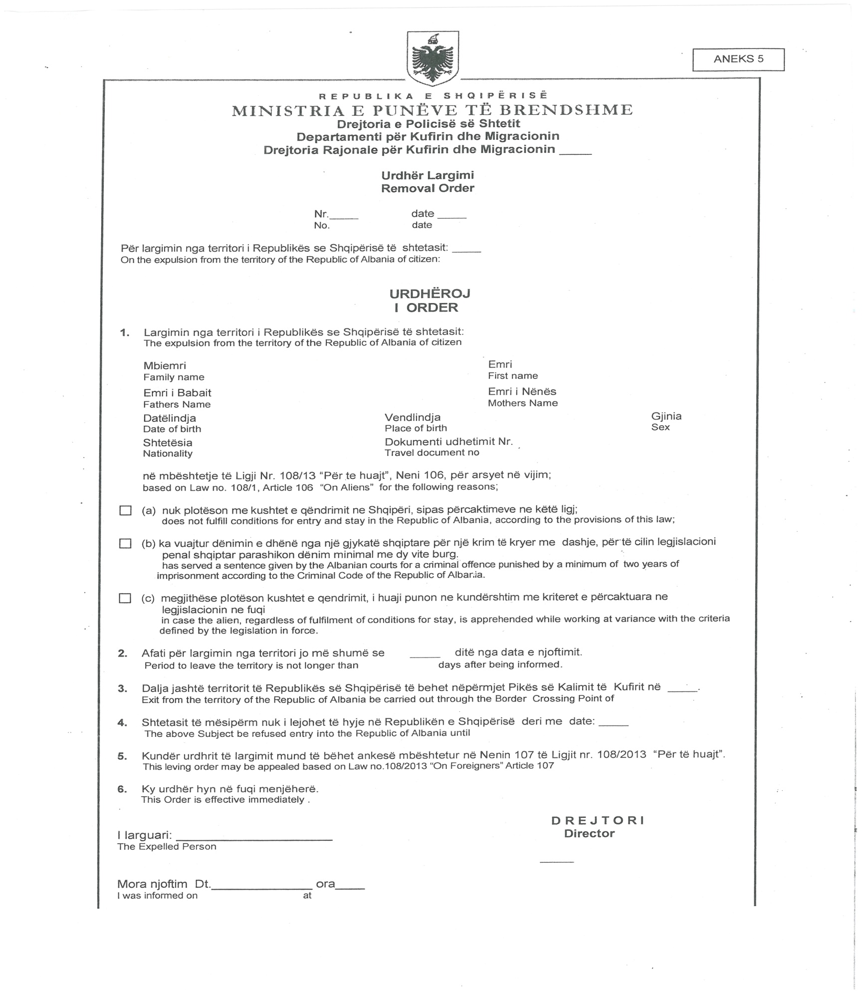 ANEKS 5
REPUBLIKA E SHQIPËRISË
MINISTRIA E PUNËVE TË BRENDSHME
Drejtoria e Policisë së Shtetit
Departamenti për Kufirin dhe Migracionin
Drejtoria Rajonale për Kufirin dhe Migracionin _____
Urdhër Largimi
Removal Order
Nr._____ date _____
No. date
Për largimin nga territori i Republikës se Shqipërisë të shtetasit: _____
On the expulsion from the territory of the Republic of Albania of citizen:
URDHËROJ
I ORDER
1. Largimin nga territori i Republikës se Shqipërisë të shtetasit:
The expulsion from the territory of the Republic of Albania of citizen
Mbiemri Emri
Family name First name
Emri i Babait Emri i Nënës
Fathers Name Mothers Name
Datëlindja Vendlindja Gjinia
Date of birth Place of birth Sex
Shtetësia Dokumenti udhetimit Nr.
Nationality Travel document no
në mbështetje të Ligji Nr. 108/13 “Për te huajt”, Neni 106, për arsyet në vijim;
based on Law no. 108/1, Article 106 “On Aliens” for the following reasons;
(a) nuk plotëson me kushtet e qëndrimit ne Shqipëri, sipas përcaktimeve ne këtë ligj;
does not fulfill conditions for entry and stay in the Republic of Albania, according to the provisions of this law;
(b) ka vuajtur dënimin e dhënë nga një gjykatë shqiptare për një krim të kryer me dashje, për të cilin legjislacioni
penal shqiptar parashikon dënim minimal me dy vite burg.
has served a sentence given by the Albanian courts for a criminal offence punished by a minimum of two years of
imprisonment according to the Criminal Code of the Republic of Albania.
(c) megjithëse plotëson kushtet e qendrimit, i huaji punon ne kundërshtim me kriteret e përcaktuara ne
legjislacionin ne fuqi
in case the alien, regardless of fulfilment of conditions for stay, is apprehended while working at variance with the criteria
defined by the legislation in force.
2. Afati për largimin nga territori jo më shumë se _____ ditë nga data e njoftimit.
Period to leave the territory is not longer than days after being informed.
3. Dalja jashtë territorit të Republikës së Shqipërisë të behet nëpërmjet Pikës së Kalimit të Kufirit në _____.
Exit from the territory of the Republic of Albania be carried out through the Border Crossing Point of
4. Shtetasit të mësipërm nuk i lejohet të hyje në Republikën e Shqipërisë deri me date: _____
The above Subject be refused entry into the Republic of Albania until
5. Kundër urdhrit të largimit mund të bëhet ankesë mbështetur në Nenin 107 të Ligjit nr. 108/2013 “Për të huajt”.
This leving order may be appealed based on Law no.108/2013 “On Foreigners” Article 107
6. Ky urdhër hyn në fuqi menjëherë.
This Order is effective immediately .
DREJTORI
Director
I larguari: __________________________
The Expelled Person
_____
Mora njoftim Dt._________________ ora_____
I was informed on at